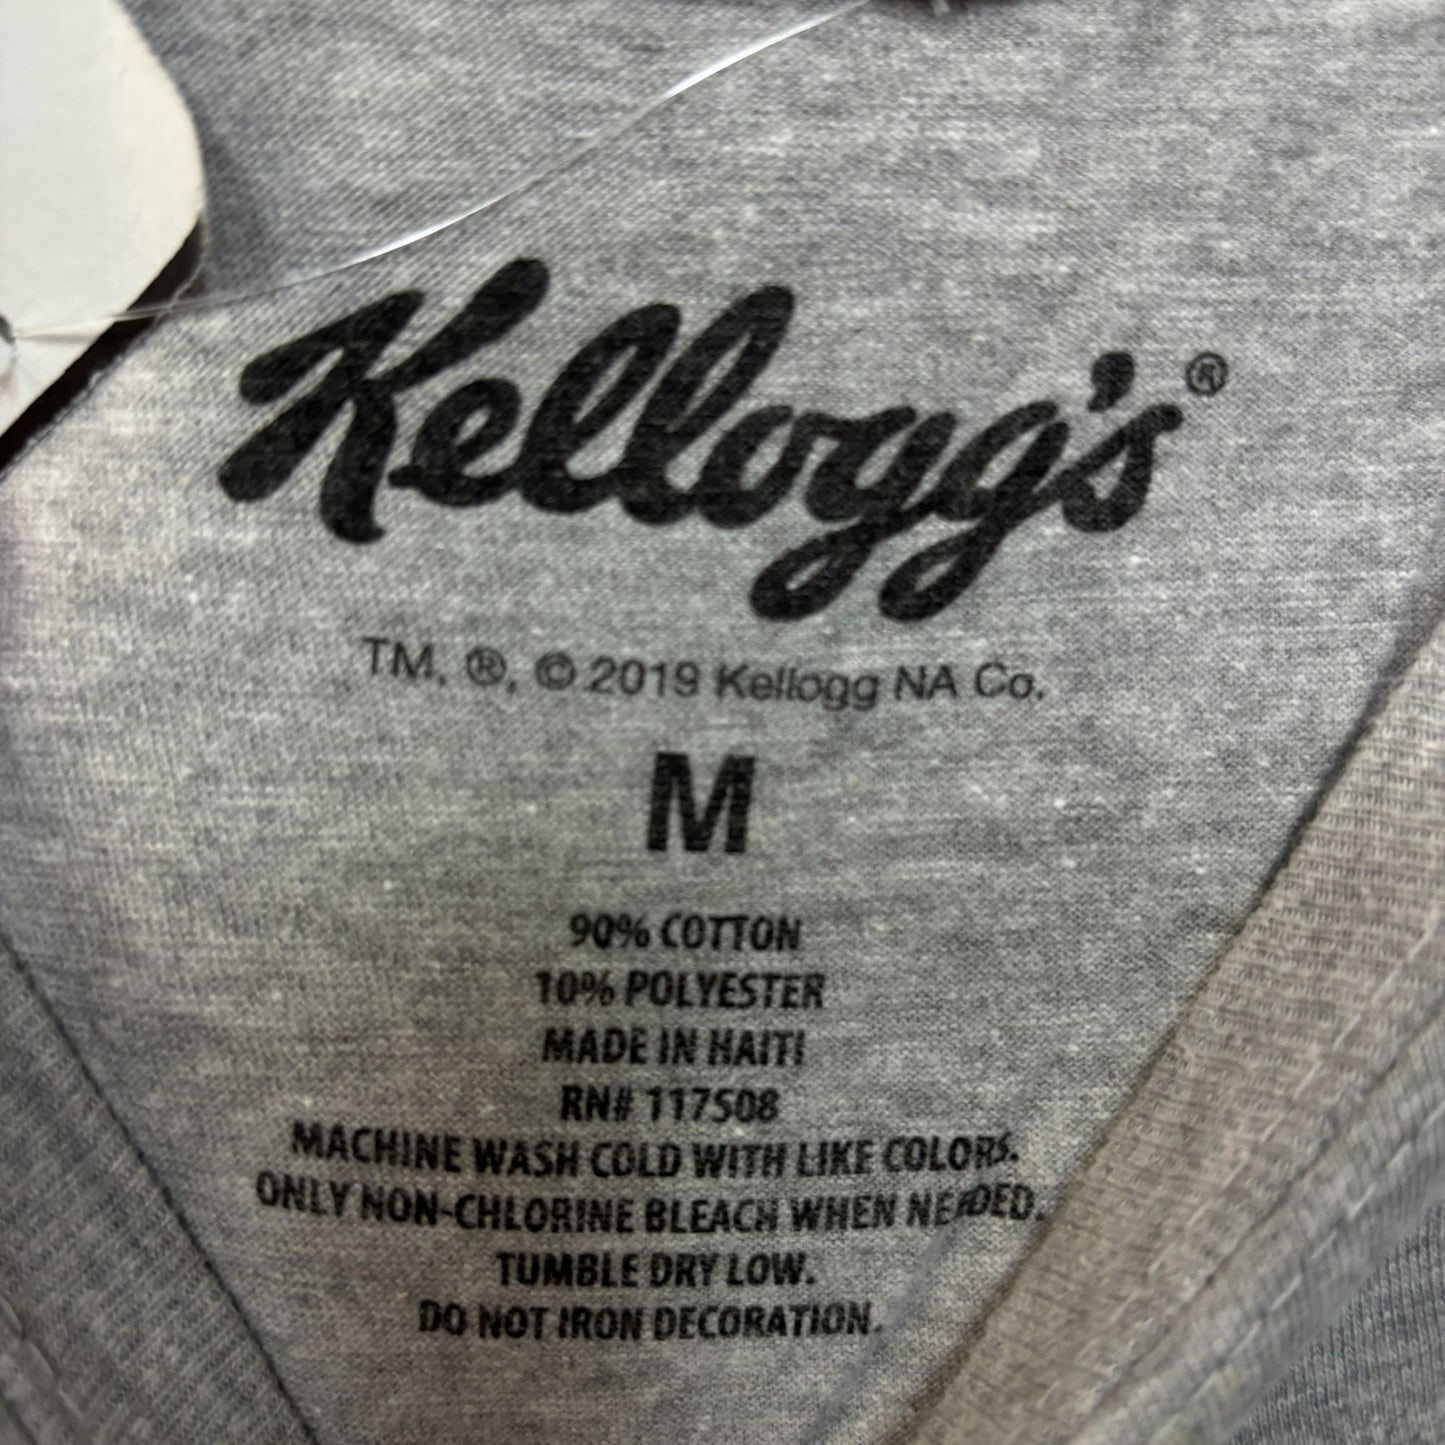 Kellogg's®
TM, ®, © 2019 Kellogg NA Co.
M
90% COTTON
10% POLYESTER
MADE IN HAITI
RN# 117508
MACHINE WASH COLD WITH LIKE COLORS.
ONLY NON-CHLORINE BLEACH WHEN NEEDED.
TUMBLE DRY LOW.
DO NOT IRON DECORATION.